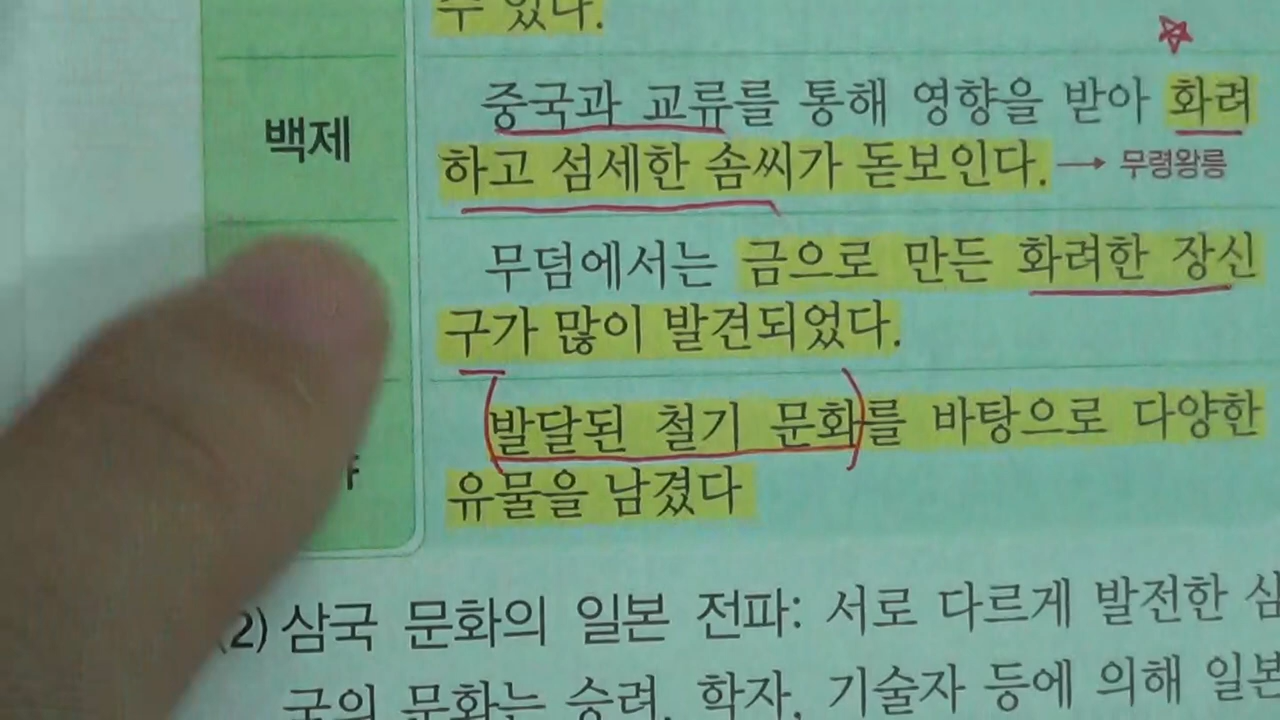 수 있다.
백제
중국과 교류를 통해 영향을 받아 화려
하고 섬세한 솜씨가 돋보인다. → 무령왕릉
무덤에서는 금으로 만든 화려한 장신
구가 많이 발견되었다.
발달된 철기 문화를 바탕으로 다양한
유물을 남겼다
(2) 삼국 문화의 일본 전파: 서로 다르게 발전한 삼
국의 문화는 승려, 학자, 기술자 등에 의해 일본